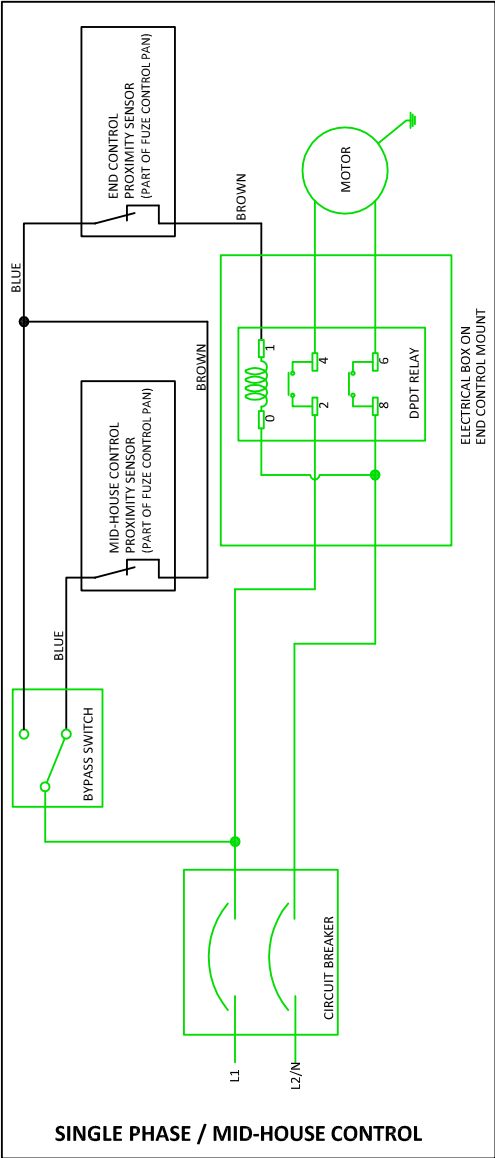 END CONTROL
PROXIMITY SENSOR
(PART OF FUZE CONTROL PAN)
BLUE
BROWN
MOTOR
MID-HOUSE CONTROL
PROXIMITY SENSOR
(PART OF FUZE CONTROL PAN)
BROWN
BLUE
1
0
4
2
6
8
DPDT RELAY
ELECTRICAL BOX ON
END CONTROL MOUNT
BYPASS SWITCH
CIRCUIT BREAKER
L1
L2/N
SINGLE PHASE / MID-HOUSE CONTROL